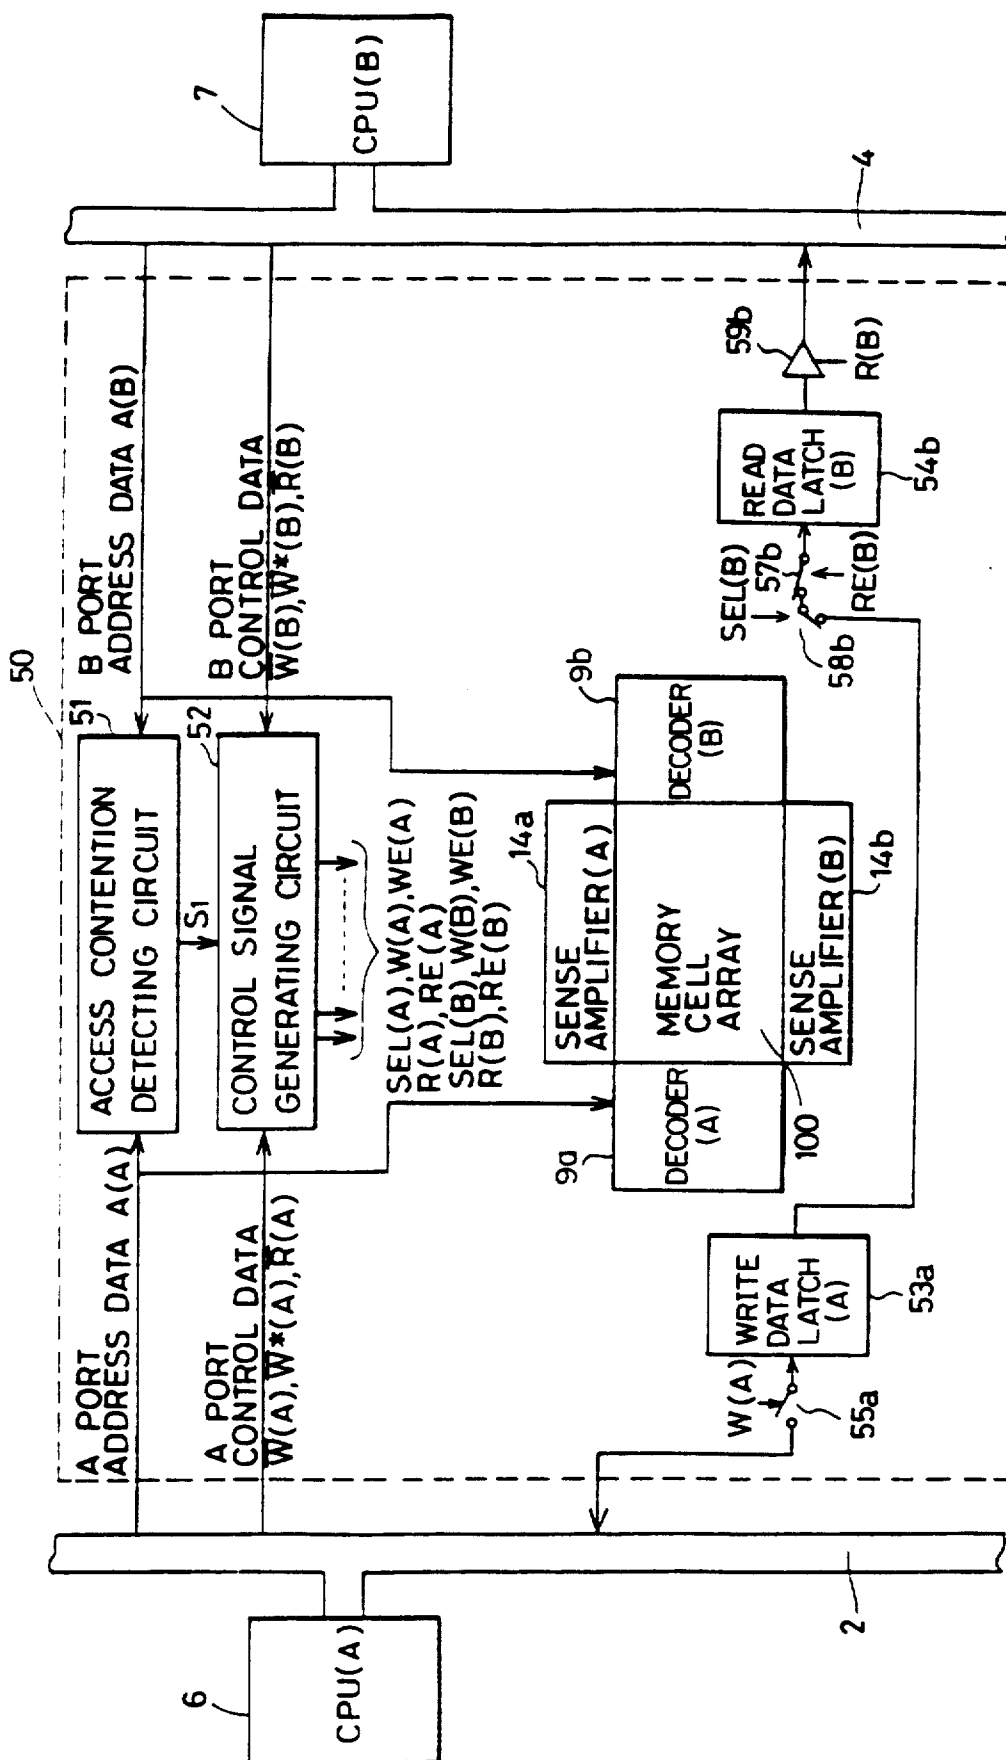 50
A PORT
ADDRESS DATA A(A)
ACCESS CONTENTION
DETECTING CIRCUIT
51
B PORT
ADDRESS DATA A(B)
7
CPU(B)
S1
A PORT
CONTROL DATA
W̅(A),W̅*(A),R̅(A)
CONTROL SIGNAL
GENERATING CIRCUIT
52
B PORT
CONTROL DATA
W̅(B),W̅*(B),R̅(B)
6
CPU(A)
SEL(A),W(A),WE(A)
R(A),RE(A)
SEL(B),W(B),WE(B)
R(B),RE(B)
14a
SENSE
AMPLIFIER(A)
9a
DECODER
(A)
MEMORY
CELL
ARRAY
9b
DECODER
(B)
100
SENSE
AMPLIFIER(B)
14b
W(A)
55a
WRITE
DATA
LATCH
(A)
53a
SEL(B)
57b
58b
RE(B)
READ
DATA
LATCH
(B)
54b
59b
R(B)
2
4